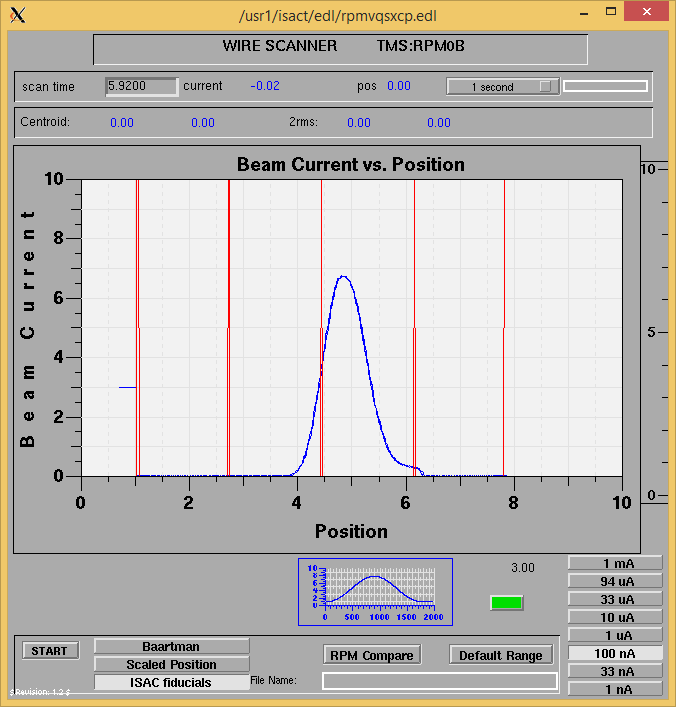 /usr1/isact/edl/rpmvqsxcp.edl
WIRE SCANNER TMS:RPM0B
scan time 5.9200 current -0.02 pos 0.00 1 second
Centroid: 0.00 0.00 2rms: 0.00 0.00
Beam Current vs. Position
10
8
6
4
2
0
Beam Current
10
5
0
0 2 4 6 8 10
Position
10
8
6
4
2
0
0 500 1000 1500 2000
3.00
1 mA
94 uA
33 uA
10 uA
1 uA
100 nA
33 nA
1 nA
START
Baartman
Scaled Position
ISAC fiducials
RPM Compare
Default Range
File Name:
$Revision: 1.2 $